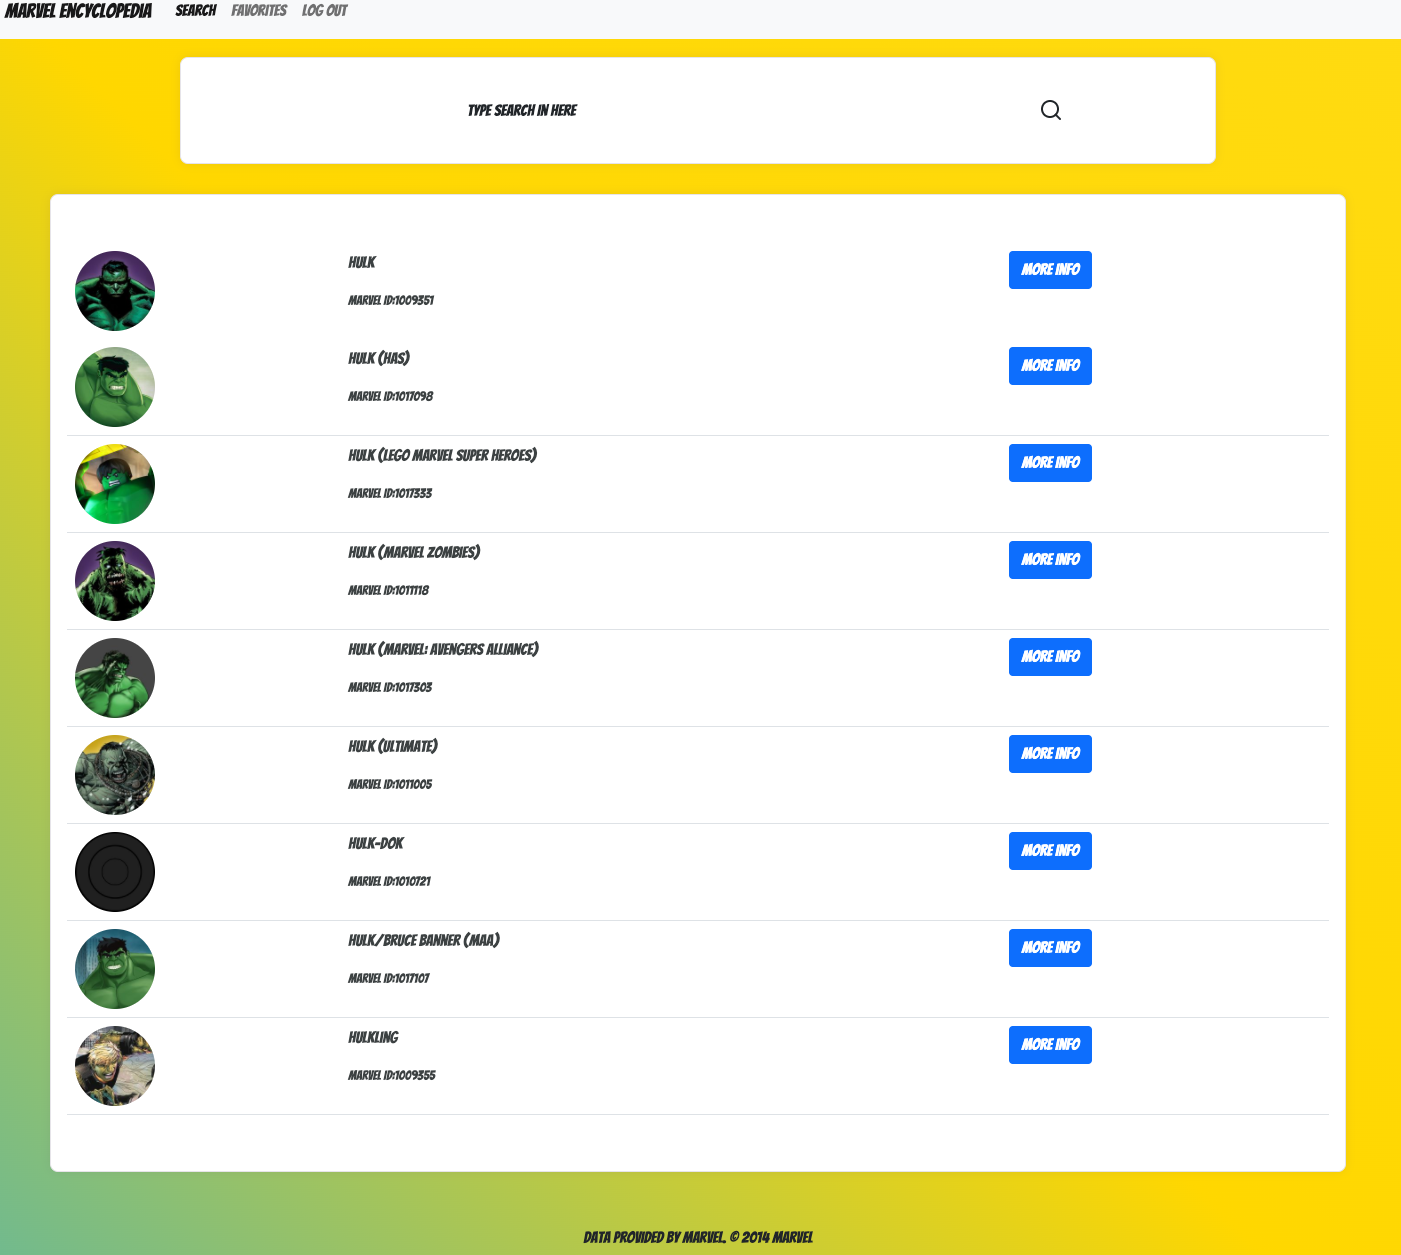 MARVEL ENCYCLOPEDIA SEARCH FAVORITES LOG OUT
TYPE SEARCH IN HERE
HULK MORE INFO
MARVEL ID:1009351
HULK (HAS) MORE INFO
MARVEL ID:1017098
HULK (LEGO MARVEL SUPER HEROES) MORE INFO
MARVEL ID:1017333
HULK (MARVEL ZOMBIES) MORE INFO
MARVEL ID:1011118
HULK (MARVEL: AVENGERS ALLIANCE) MORE INFO
MARVEL ID:1017303
HULK (ULTIMATE) MORE INFO
MARVEL ID:1011005
HULK-DOK MORE INFO
MARVEL ID:1010721
HULK/BRUCE BANNER (MAA) MORE INFO
MARVEL ID:1017107
HULKLING MORE INFO
MARVEL ID:1009355
DATA PROVIDED BY MARVEL. © 2014 MARVEL